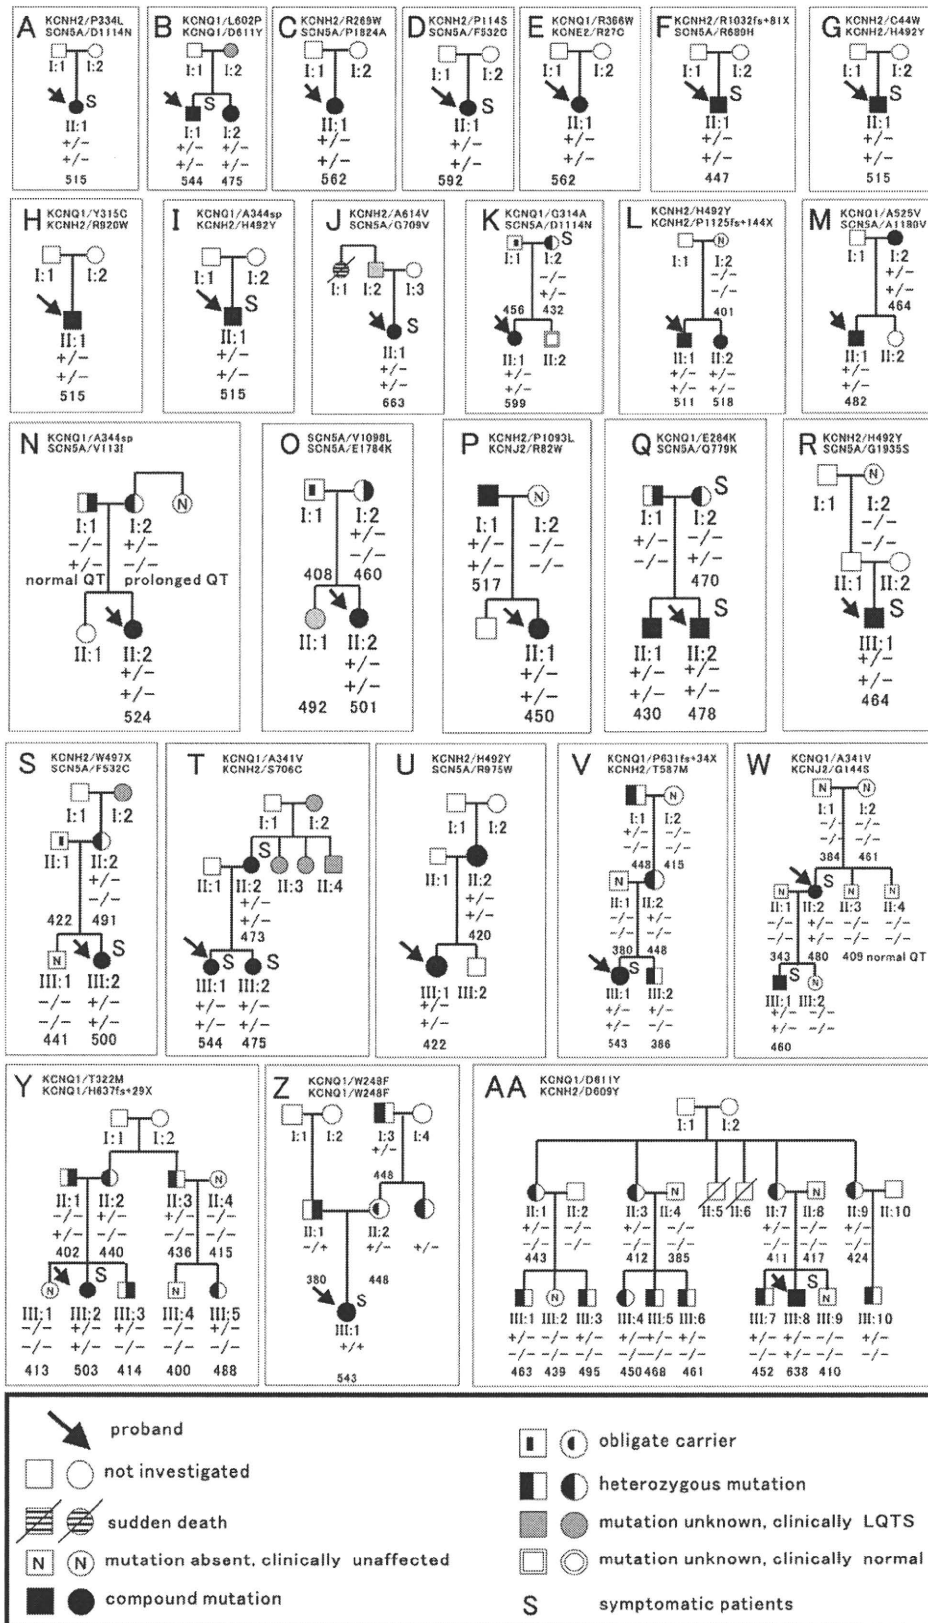 A KCNH2/P334L
SCN5A/D1114N
I:1 I:2
S
II:1
+/−
+/−
515
B KCNQ1/L602P
KCNQ1/D611Y
I:1 I:2
S
I:1 I:2
+/− +/−
+/− +/−
544 475
C KCNH2/R269W
SCN5A/P1824A
I:1 I:2
S
II:1
+/−
+/−
562
D KCNH2/P114S
SCN5A/F532C
I:1 I:2
S
II:1
+/−
+/−
592
E KCNQ1/R366W
KCNE2/R27C
I:1 I:2
II:1
+/−
+/−
562
F KCNH2/R1032fs+81X
SCN5A/R689H
I:1 I:2
S
II:1
+/−
+/−
447
G KCNH2/C44W
KCNH2/H492Y
I:1 I:2
S
II:1
+/−
+/−
515
H KCNQ1/Y315C
KCNH2/R920W
I:1 I:2
II:1
+/−
+/−
515
I KCNQ1/A344sp
KCNH2/H492Y
I:1 I:2
S
II:1
+/−
+/−
515
J KCNH2/A614V
SCN5A/G709V
I:1 I:2 I:3
S
II:1
+/−
+/−
663
K KCNQ1/G314A
SCN5A/D1114N
S
I:1 I:2
−/−
+/−
456 432
II:1 II:2
+/−
+/−
599
L KCNH2/H492Y
KCNH2/P1125fs+144X
N
I:1 I:2
−/−
−/−
401
II:1 II:2
+/− +/−
+/− +/−
511 518
M KCNQ1/A525V
SCN5A/A1180V
I:1 I:2
+/−
+/−
464
II:1 II:2
+/−
+/−
482
N KCNQ1/A344sp
SCN5A/V113I
N
I:1 I:2
−/− +/−
+/− −/−
normal QT prolonged QT
II:1 II:2
+/−
+/−
524
O SCN5A/V1098L
SCN5A/E1784K
I:1 I:2
+/−
−/−
408 460
II:1 II:2
+/−
+/−
492 501
P KCNH2/P1093L
KCNJ2/R82W
N
I:1 I:2
+/− −/−
+/− −/−
517
II:1
+/−
+/−
450
Q KCNQ1/E264K
SCN5A/Q779K
S
I:1 I:2
+/− −/−
−/− +/−
470
S
II:1 II:2
+/− +/−
+/− +/−
430 478
R KCNH2/H492Y
SCN5A/G1935S
N
I:1 I:2
−/−
−/−
II:1 II:2
S
III:1
+/−
+/−
464
S KCNH2/W497X
SCN5A/F532C
I:1 I:2
II:1 II:2
+/−
−/−
422 491
N S
III:1 III:2
−/− +/−
−/− +/−
441 500
T KCNQ1/A341V
KCNH2/S706C
I:1 I:2
S
II:1 II:2 II:3 II:4
+/−
+/−
473
S S
III:1 III:2
+/− +/−
+/− +/−
544 475
U KCNH2/H492Y
SCN5A/R975W
I:1 I:2
II:1 II:2
+/−
+/−
420
III:1 III:2
+/−
+/−
422
V KCNQ1/P631fs+34X
KCNH2/T587M
N
I:1 I:2
+/− −/−
−/− −/−
448 415
N
II:1 II:2
−/− +/−
−/− −/−
380 448
S
III:1 III:2
+/− +/−
+/− −/−
543 386
W KCNQ1/A341V
KCNJ2/G144S
N N
I:1 I:2
−/− −/−
−/− −/−
384 461
S
N N N
II:1 II:2 II:3 II:4
−/− +/− −/− −/−
−/− +/− −/− −/−
343 480 409 normal QT
S N
III:1 III:2
+/− −/−
+/− −/−
460
Y KCNQ1/T322M
KCNQ1/H637fs+29X
I:1 I:2
N
II:1 II:2 II:3 II:4
−/− +/− −/− −/−
+/− −/− −/−
402 440 436 415
N S N
III:1 III:2 III:3 III:4 III:5
−/− +/− +/− −/− +/−
−/− +/− −/− −/− −/−
413 503 414 400 488
Z KCNQ1/W248F
KCNQ1/W248F
I:1 I:2 I:3 I:4
+/−
448
II:1 II:2
−/+ +/− +/−
380 448
S
III:1
+/+
543
AA KCNQ1/D611Y
KCNH2/D609Y
I:1 I:2
N N
II:1 II:2 II:3 II:4 II:5 II:6 II:7 II:8 II:9 II:10
+/− +/− −/− +/− −/− +/−
−/− −/− −/− −/− −/− −/−
443 412 385 411 417 424
N S N
III:1 III:2 III:3 III:4 III:5 III:6 III:7 III:8 III:9 III:10
+/− −/− +/− +/− +/− +/− +/− +/− −/− +/−
−/− −/− −/− −/− −/− −/− −/− +/− −/− −/−
463 439 495 450 468 461 452 638 410
proband
not investigated
sudden death
N N mutation absent, clinically unaffected
compound mutation
obligate carrier
heterozygous mutation
mutation unknown, clinically LQTS
mutation unknown, clinically normal
S symptomatic patients